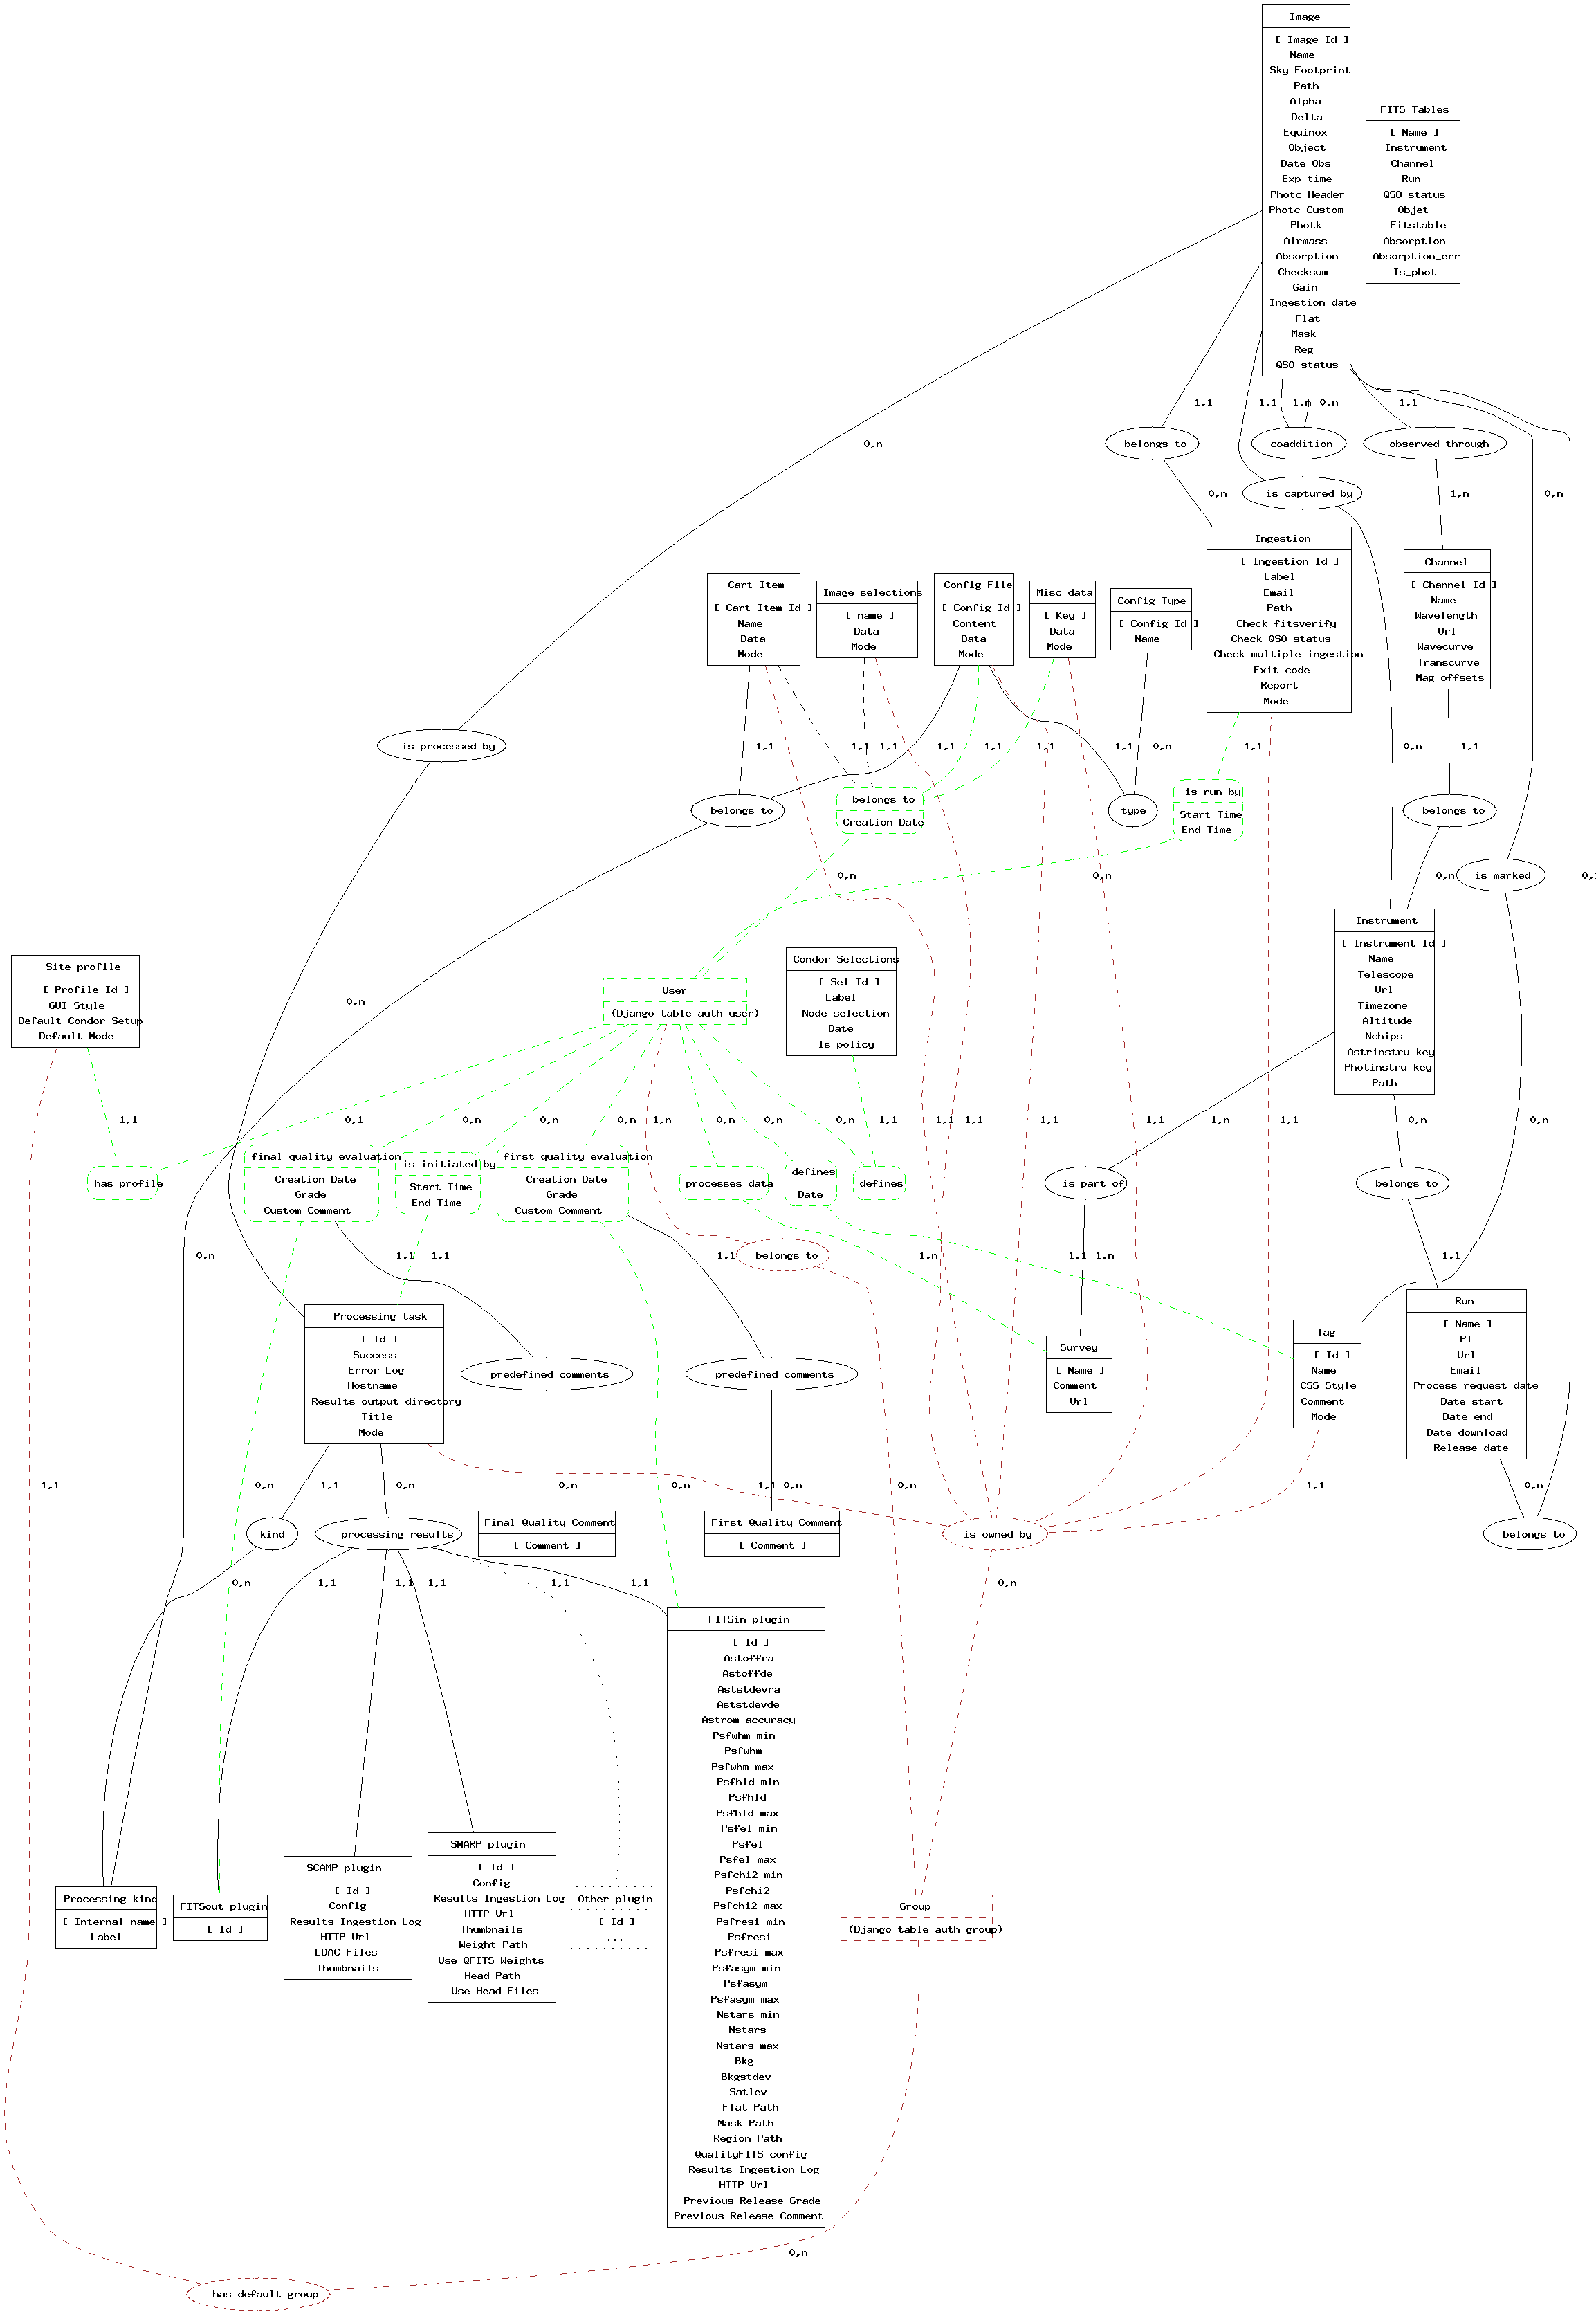 Image
[ Image Id ]
Name
Sky Footprint
Path
Alpha
Delta
Equinox
Object
Date Obs
Exp time
Photc Header
Photc Custom
Photk
Airmass
Absorption
Checksum
Gain
Ingestion date
Flat
Mask
Reg
QSO status
FITS Tables
[ Name ]
Instrument
Channel
Run
QSO status
Objet
Fitstable
Absorption
Absorption_err
Is_phot
1,1
1,1
1,n
0,n
1,1
0,n
belongs to
coaddition
observed through
0,n
is captured by
1,n
0,n
Ingestion
[ Ingestion Id ]
Label
Email
Path
Check fitsverify
Check QSO status
Check multiple ingestion
Exit code
Report
Mode
Channel
[ Channel Id ]
Name
Wavelength
Url
Wavecurve
Transcurve
Mag offsets
Cart Item
[ Cart Item Id ]
Name
Data
Mode
Image selections
[ name ]
Data
Mode
Config File
[ Config Id ]
Content
Data
Mode
Misc data
[ Key ]
Data
Mode
Config Type
[ Config Id ]
Name
is processed by
1,1
1,1
1,1
1,1
1,1
1,1
1,1
0,n
1,1
0,n
1,1
belongs to
belongs to
Creation Date
type
is run by
Start Time
End Time
belongs to
0,n
0,n
0,n
is marked
Instrument
[ Instrument Id ]
Name
Telescope
Url
Timezone
Altitude
Nchips
Astrinstru key
Photinstru_key
Path
Site profile
[ Profile Id ]
GUI Style
Default Condor Setup
Default Mode
0,n
User
(Django table auth_user)
Condor Selections
[ Sel Id ]
Label
Node selection
Date
Is policy
1,1
0,1
0,n
0,n
0,n
1,n
0,n
0,n
0,n
1,1
1,1
1,1
1,1
1,1
1,n
1,1
0,n
0,n
has profile
final quality evaluation
Creation Date
Grade
Custom Comment
is initiated by
Start Time
End Time
first quality evaluation
Creation Date
Grade
Custom Comment
processes data
defines
Date
defines
is part of
belongs to
0,n
1,1
1,1
1,1
belongs to
1,n
1,1
1,n
1,1
Processing task
[ Id ]
Success
Error Log
Hostname
Results output directory
Title
Mode
predefined comments
predefined comments
Survey
[ Name ]
Comment
Url
Tag
[ Id ]
Name
CSS Style
Comment
Mode
Run
[ Name ]
PI
Url
Email
Process request date
Date start
Date end
Date download
Release date
1,1
0,n
1,1
0,n
0,n
0,n
1,1
0,n
0,n
1,1
0,n
kind
processing results
Final Quality Comment
[ Comment ]
First Quality Comment
[ Comment ]
is owned by
belongs to
0,n
1,1
1,1
1,1
1,1
1,1
0,n
FITSin plugin
[ Id ]
Astoffra
Astoffde
Aststdevra
Aststdevde
Astrom accuracy
Psfwhm min
Psfwhm
Psfwhm max
Psfhld min
Psfhld
Psfhld max
Psfel min
Psfel
Psfel max
Psfchi2 min
Psfchi2
Psfchi2 max
Psfresi min
Psfresi
Psfresi max
Psfasym min
Psfasym
Psfasym max
Nstars min
Nstars
Nstars max
Bkg
Bkgstdev
Satlev
Flat Path
Mask Path
Region Path
QualityFITS config
Results Ingestion Log
HTTP Url
Previous Release Grade
Previous Release Comment
Processing kind
[ Internal name ]
Label
FITSout plugin
[ Id ]
SCAMP plugin
[ Id ]
Config
Results Ingestion Log
HTTP Url
LDAC Files
Thumbnails
SWARP plugin
[ Id ]
Config
Results Ingestion Log
HTTP Url
Thumbnails
Weight Path
Use QFITS Weights
Head Path
Use Head Files
Other plugin
[ Id ]
...
Group
(Django table auth_group)
0,n
has default group